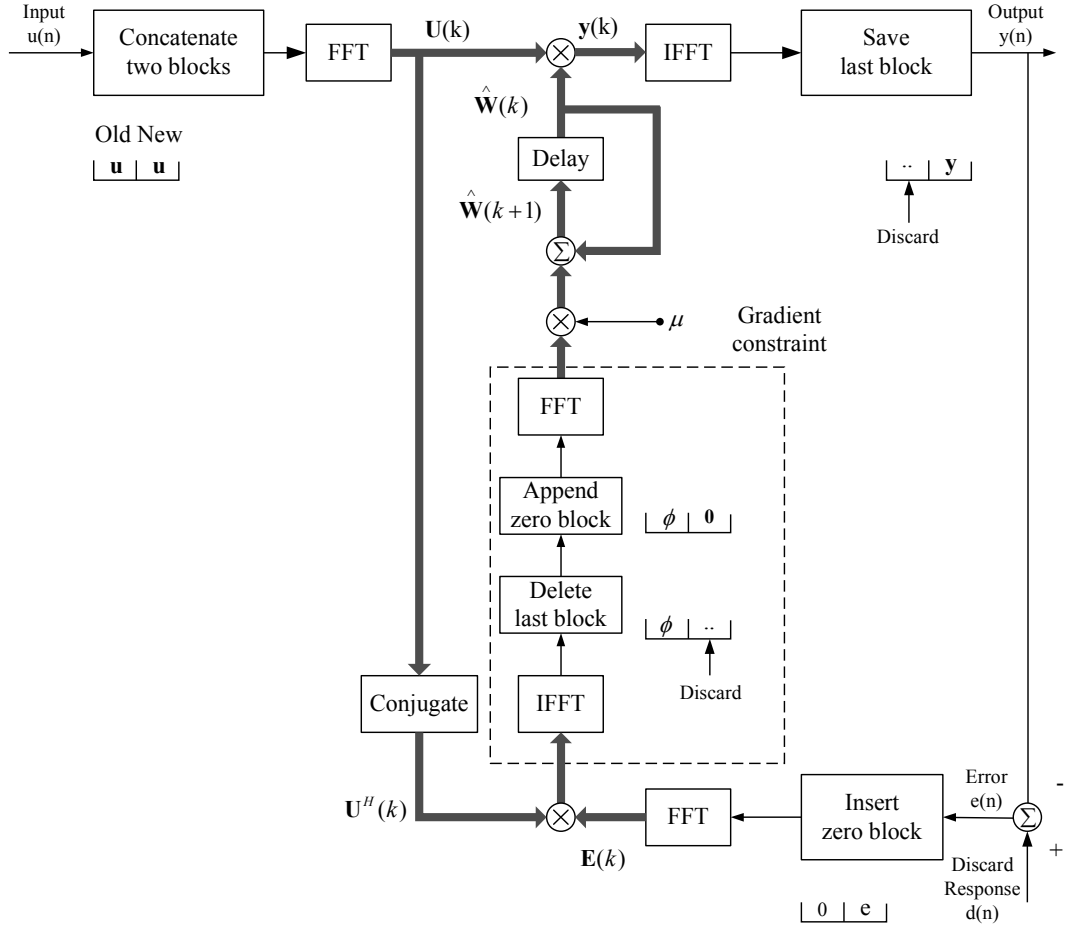 Input
u(n)
Concatenate
two blocks
FFT
U(k)
y(k)
IFFT
Save
last block
Output
y(n)
Old New
u u
Ŵ(k)
Delay
Ŵ(k+1)
Σ
.. y
Discard
μ
Gradient
constraint
FFT
Append
zero block
ϕ 0
Delete
last block
ϕ ..
Discard
IFFT
Conjugate
U^H(k)
E(k)
FFT
Insert
zero block
Error
e(n)
-
Σ
+
Discard
Response
d(n)
0 e